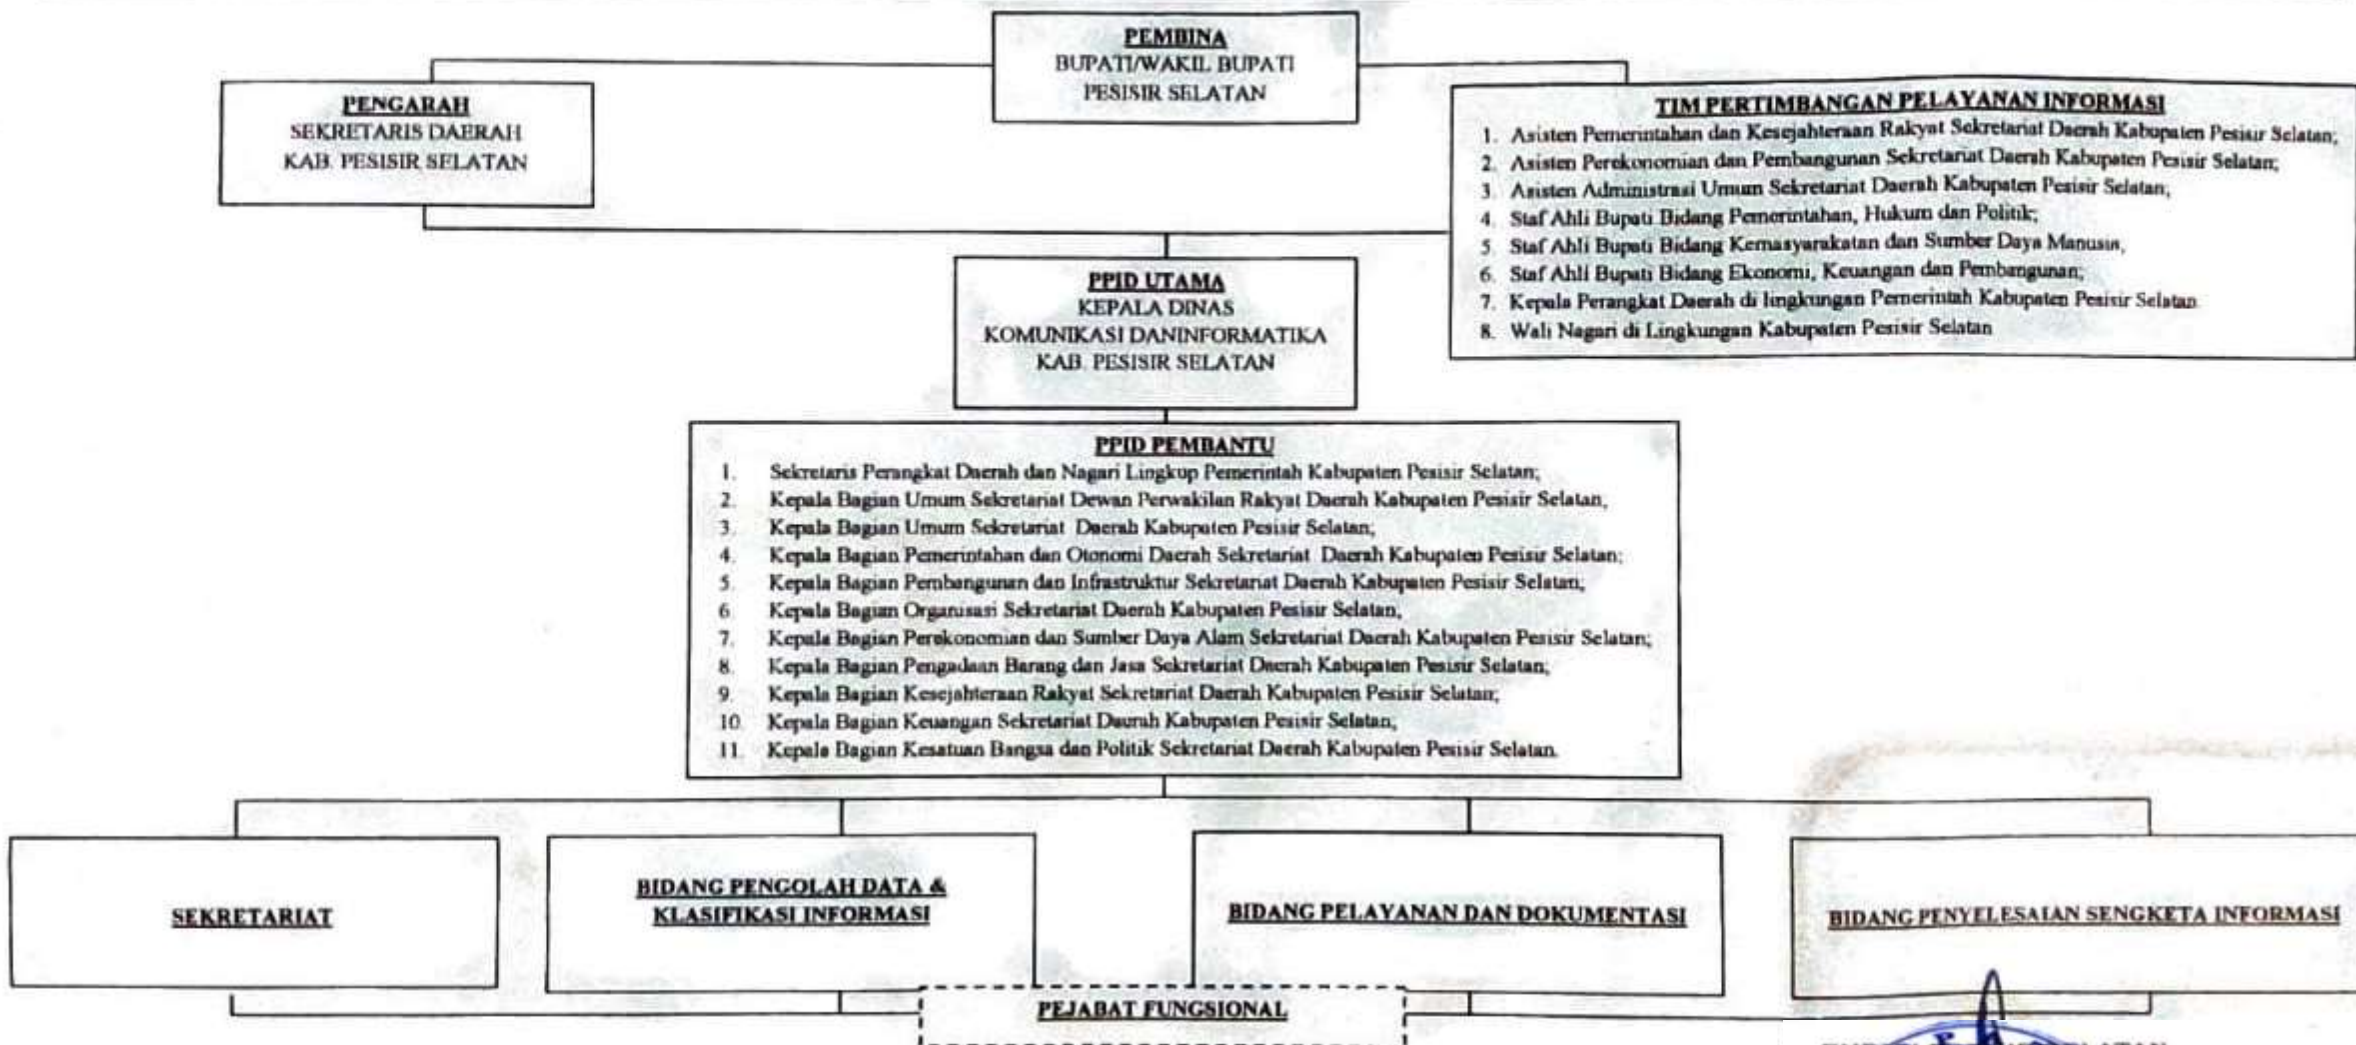 PEMBINA
BUPATI/WAKIL BUPATI
PESISIR SELATAN
PENGARAH
SEKRETARIS DAERAH
KAB. PESISIR SELATAN
TIM PERTIMBANGAN PELAYANAN INFORMASI
1. Asisten Pemerintahan dan Kesejahteraan Rakyat Sekretariat Daerah Kabupaten Pesisir Selatan;
2. Asisten Perekonomian dan Pembangunan Sekretariat Daerah Kabupaten Pesisir Selatan;
3. Asisten Administrasi Umum Sekretariat Daerah Kabupaten Pesisir Selatan;
4. Staf Ahli Bupati Bidang Pemerintahan, Hukum dan Politik;
5. Staf Ahli Bupati Bidang Kemasyarakatan dan Sumber Daya Manusia;
6. Staf Ahli Bupati Bidang Ekonomi, Keuangan dan Pembangunan;
7. Kepala Perangkat Daerah di lingkungan Pemerintah Kabupaten Pesisir Selatan
8. Wali Nagari di Lingkungan Kabupaten Pesisir Selatan
PPID UTAMA
KEPALA DINAS
KOMUNIKASI DANINFORMATIKA
KAB. PESISIR SELATAN
PPID PEMBANTU
1. Sekretaris Perangkat Daerah dan Nagari Lingkup Pemerintah Kabupaten Pesisir Selatan;
2. Kepala Bagian Umum Sekretariat Dewan Perwakilan Rakyat Daerah Kabupaten Pesisir Selatan;
3. Kepala Bagian Umum Sekretariat Daerah Kabupaten Pesisir Selatan;
4. Kepala Bagian Pemerintahan dan Otonomi Daerah Sekretariat Daerah Kabupaten Pesisir Selatan;
5. Kepala Bagian Pembangunan dan Infrastruktur Sekretariat Daerah Kabupaten Pesisir Selatan;
6. Kepala Bagian Organisasi Sekretariat Daerah Kabupaten Pesisir Selatan;
7. Kepala Bagian Perekonomian dan Sumber Daya Alam Sekretariat Daerah Kabupaten Pesisir Selatan;
8. Kepala Bagian Pengadaan Barang dan Jasa Sekretariat Daerah Kabupaten Pesisir Selatan;
9. Kepala Bagian Kesejahteraan Rakyat Sekretariat Daerah Kabupaten Pesisir Selatan;
10. Kepala Bagian Keuangan Sekretariat Daerah Kabupaten Pesisir Selatan;
11. Kepala Bagian Kesatuan Bangsa dan Politik Sekretariat Daerah Kabupaten Pesisir Selatan.
SEKRETARIAT
BIDANG PENGOLAH DATA &
KLASIFIKASI INFORMASI
BIDANG PELAYANAN DAN DOKUMENTASI
BIDANG PENYELESAIAN SENGKETA INFORMASI
PEJABAT FUNGSIONAL